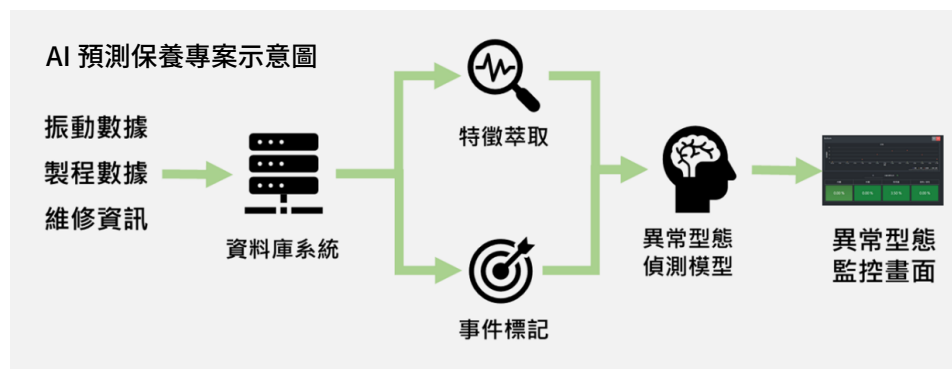 AI 預測保養專案示意圖
振動數據
製程數據
維修資訊
資料庫系統
特徵萃取
事件標記
異常型態
偵測模型
異常型態
監控畫面